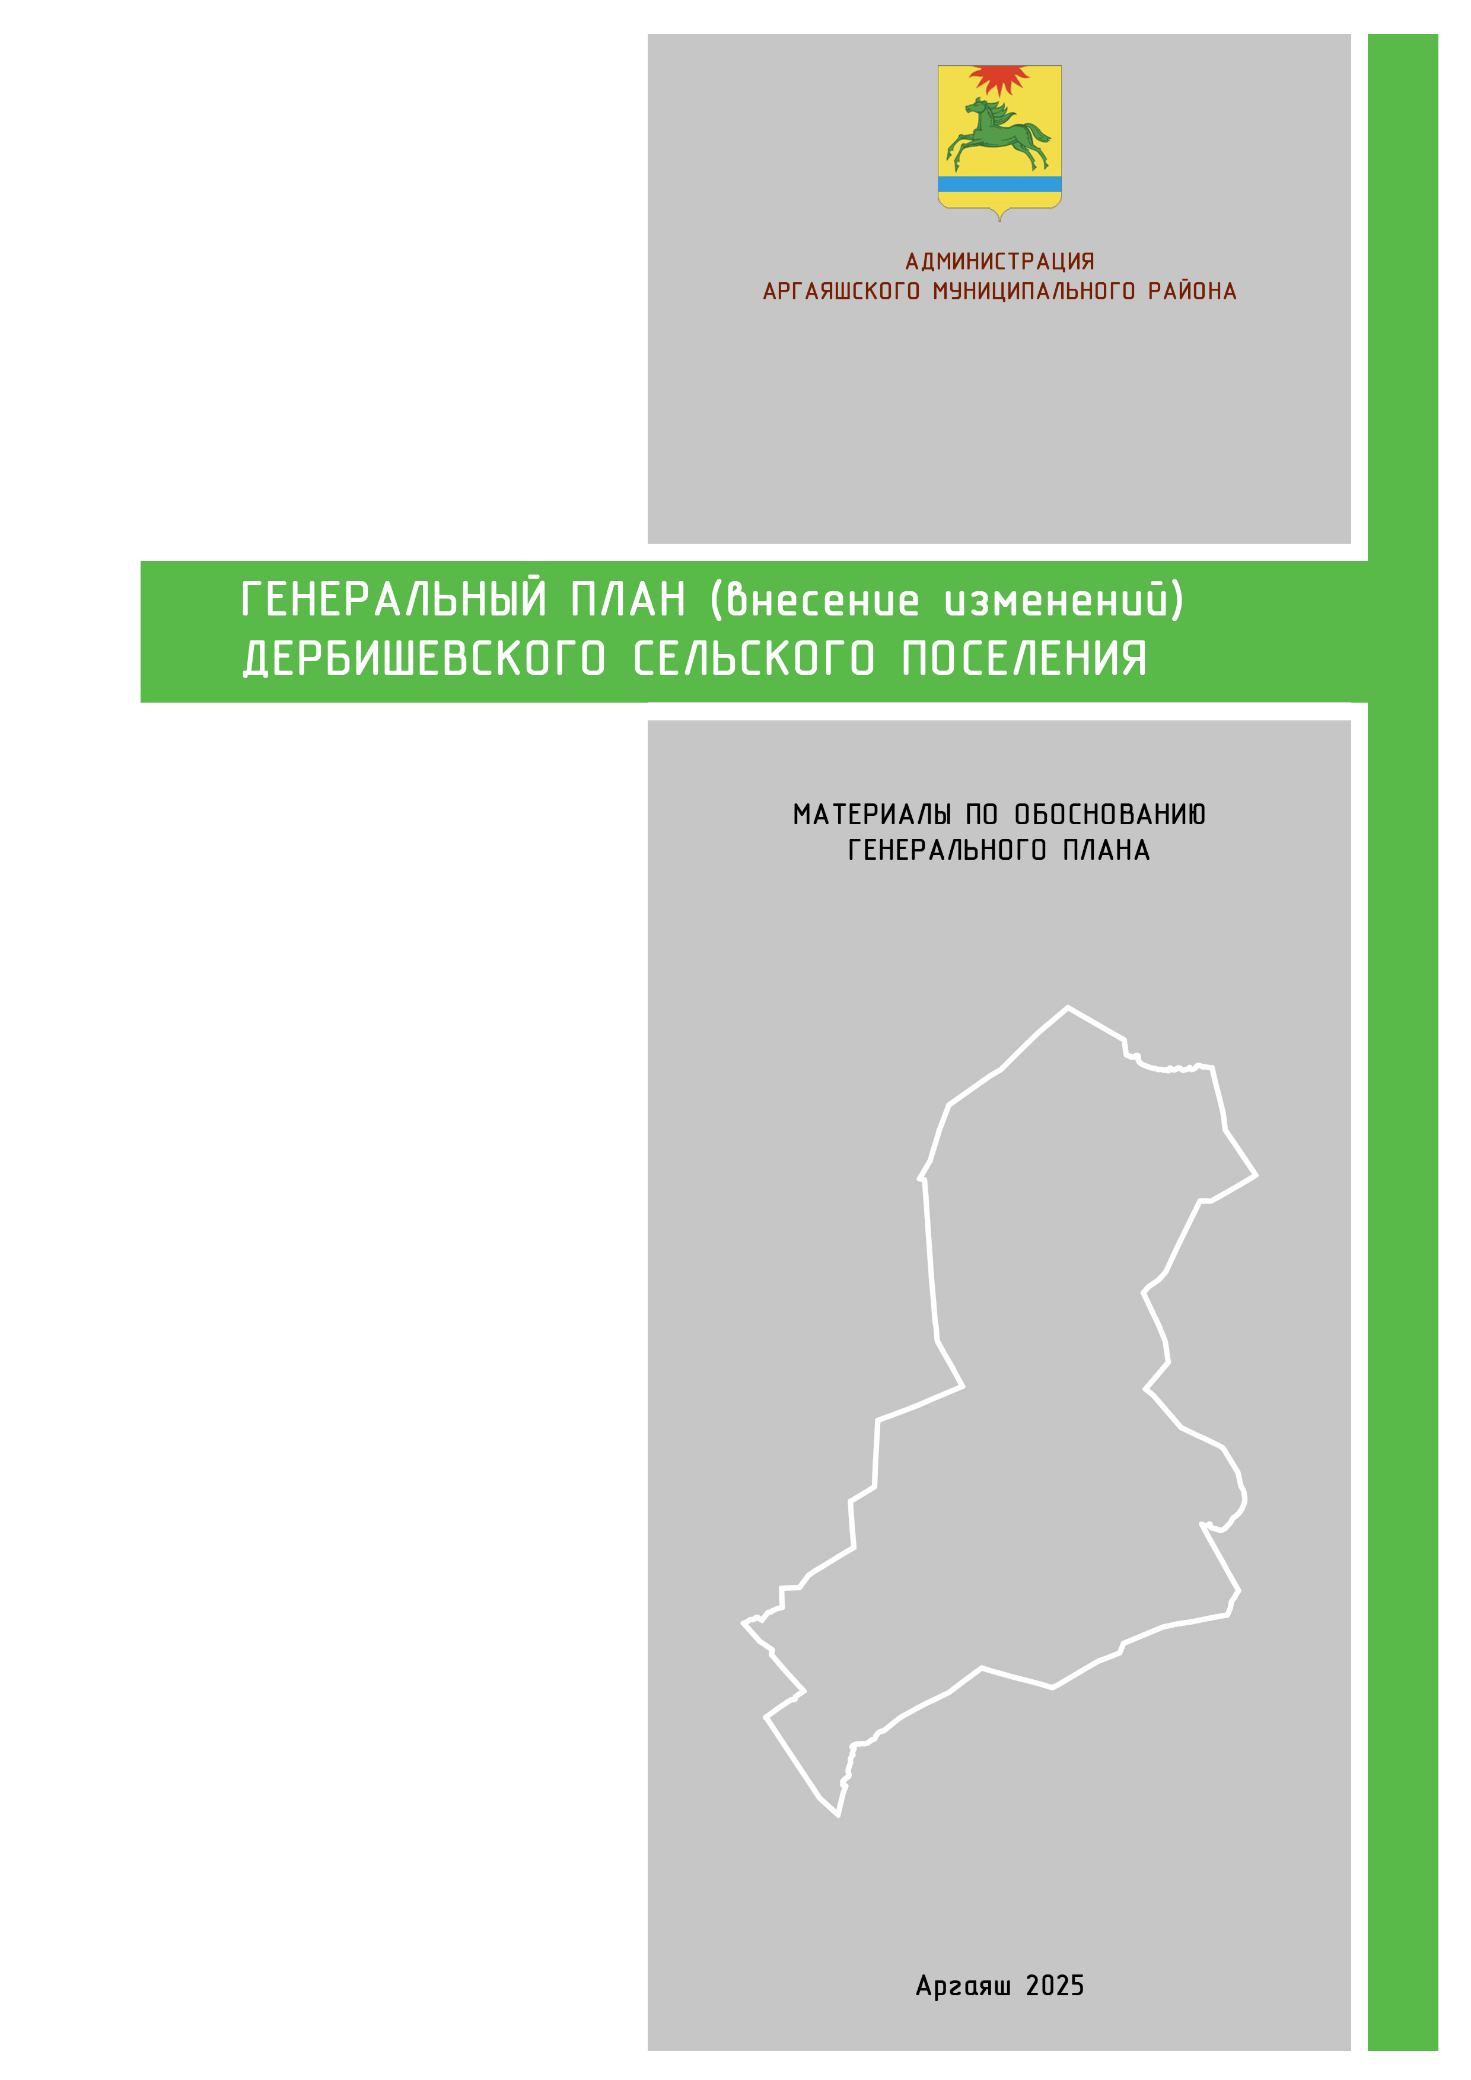 АДМИНИСТРАЦИЯ
АРГАЯШСКОГО МУНИЦИПАЛЬНОГО РАЙОНА
ГЕНЕРАЛЬНЫЙ ПЛАН (внесение изменений)
ДЕРБИШЕВСКОГО СЕЛЬСКОГО ПОСЕЛЕНИЯ
МАТЕРИАЛЫ ПО ОБОСНОВАНИЮ
ГЕНЕРАЛЬНОГО ПЛАНА
Аргаяш 2025